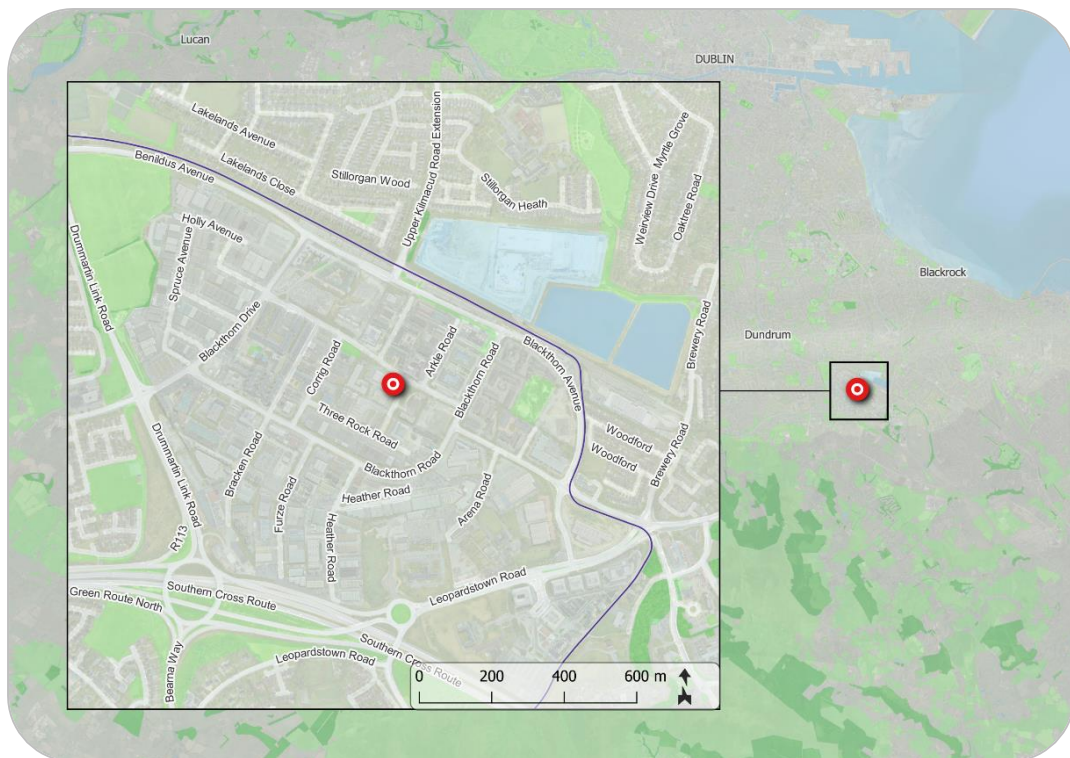 Lucan
DUBLIN
Lakelands Avenue
Upper Kilmacud Road Extension
Myrtle Grove
Benildus Avenue
Lakelands Close
Stillorgan Wood
Stillorgan Heath
Weirview Drive
Oaktree Road
Holly Avenue
Spruce Avenue
Drummartin Link Road
Blackrock
Blackthorn Drive
Corrig Road
Arkle Road
Blackthorn Road
Blackthorn Avenue
Brewery Road
Dundrum
Three Rock Road
Woodford
Woodford
Brewery Road
Drummartin Link Road
Bracken Road
Blackthorn Road
Furze Road
Heather Road
Arena Road
Heather Road
R113
Southern Cross Route
Leopardstown Road
Green Route North
Bearna Way
Leopardstown Road
Southern Cross Route
0 200 400 600 m